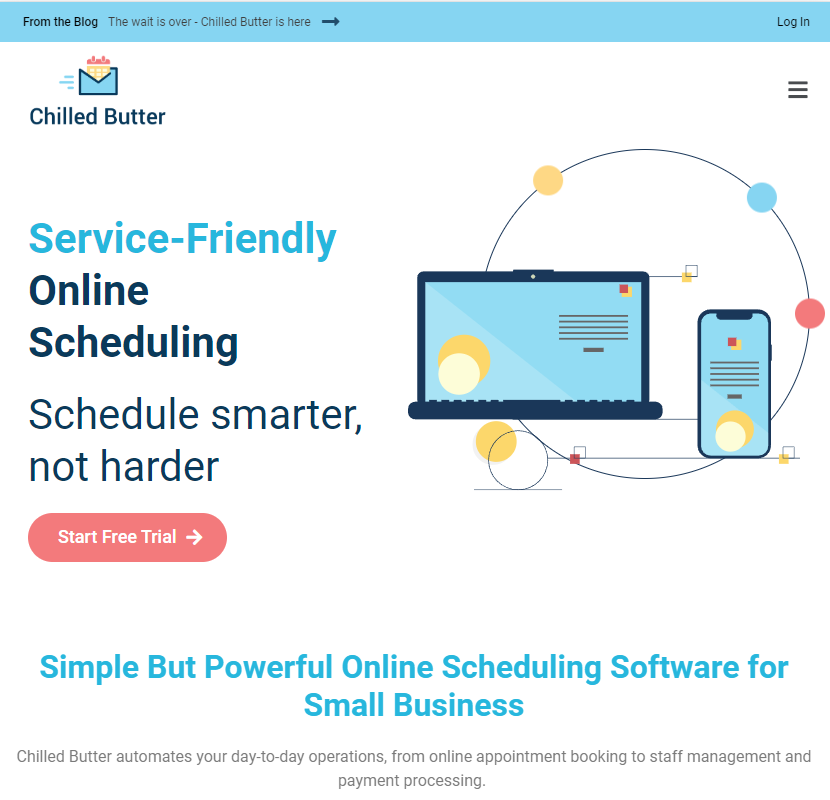 From the Blog The wait is over - Chilled Butter is here
Log In
Chilled Butter
Service-Friendly
Online
Scheduling
Schedule smarter,
not harder
Start Free Trial
Simple But Powerful Online Scheduling Software for
Small Business
Chilled Butter automates your day-to-day operations, from online appointment booking to staff management and
payment processing.